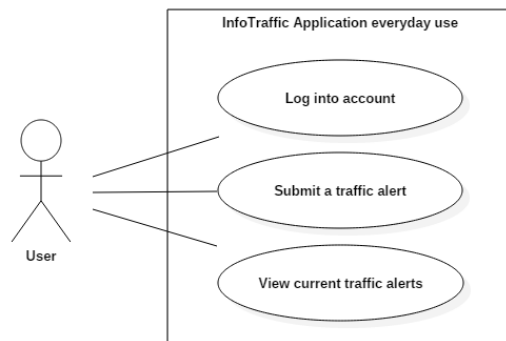 InfoTraffic Application everyday use
Log into account
Submit a traffic alert
View current traffic alerts
User